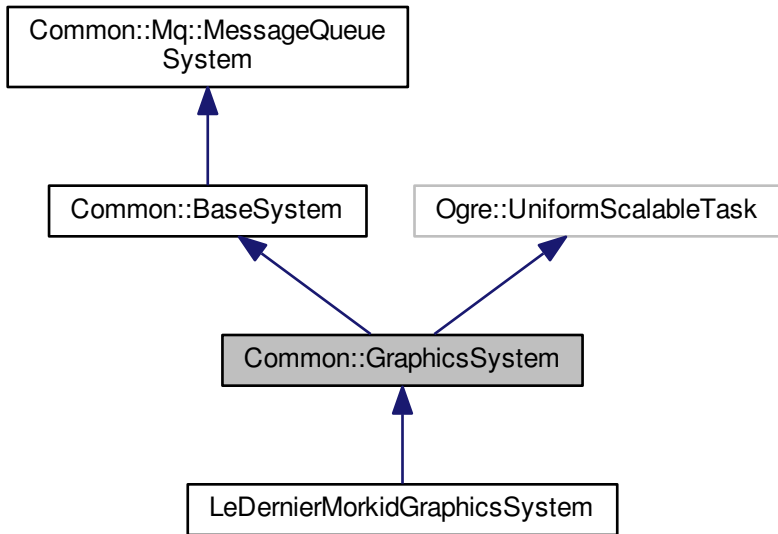 Common::Mq::MessageQueue
System
Common::BaseSystem
Ogre::UniformScalableTask
Common::GraphicsSystem
LeDernierMorkidGraphicsSystem